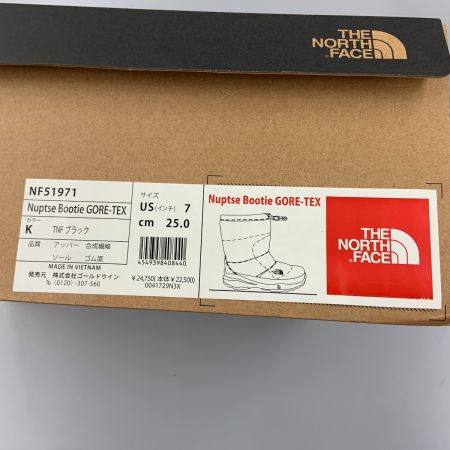 THE
NORTH
FACE
NF51971
Nuptse Bootie GORE-TEX
カラー
K TNF ブラック
品質 アッパー 合成繊維
ソール ゴム底
MADE IN VIETNAM
発売元 株式会社ゴールドウイン
℡ (0120)-307-560
サイズ
US(インチ) 7
cm 25.0
4549398408440
¥24,750(本体¥22,500)
0041729N3X
Nuptse Bootie GORE-TEX
THE
NORTH
FACE